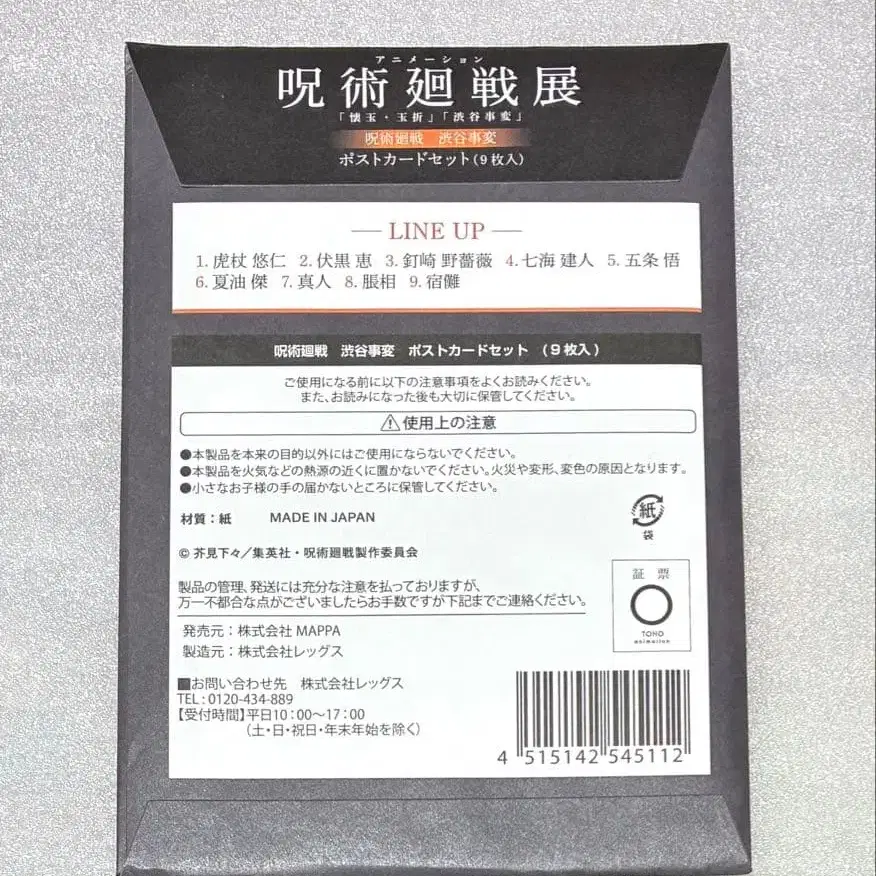 アニメーション
呪術廻戦展
「懐玉・玉折」「渋谷事変」
呪術廻戦 渋谷事変
ポストカードセット(9枚入)
LINE UP
1. 虎杖 悠仁 2. 伏黒 恵 3. 釘崎 野薔薇 4. 七海 建人 5. 五条 悟
6. 夏油 傑 7. 真人 8. 脹相 9. 宿儺
呪術廻戦 渋谷事変 ポストカードセット (9枚入)
ご使用になる前に以下の注意事項をよくお読みください。
また、お読みになった後も大切に保管してください。
⚠使用上の注意
●本製品を本来の目的以外にはご使用にならないでください。
●本製品を火気などの熱源の近くに置かないでください。火災や変形、変色の原因となります。
●小さなお子様の手の届かないところに保管してください。
材質:紙 MADE IN JAPAN
紙
袋
© 芥見下々/集英社・呪術廻戦製作委員会
証 票
TOHO
animation
製品の管理、発送には充分な注意を払っておりますが、
万一不都合な点がございましたらお手数ですが下記までご連絡ください。
発売元:株式会社 MAPPA
製造元:株式会社レッグス
■お問い合わせ先 株式会社レッグス
TEL:0120-434-889
【受付時間】平日10:00〜17:00
(土・日・祝日・年末年始を除く)
4 515142 545112